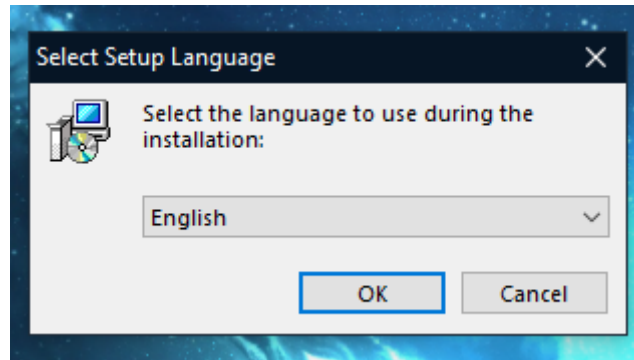 Select Setup Language
Select the language to use during the
installation:
English
OK
Cancel